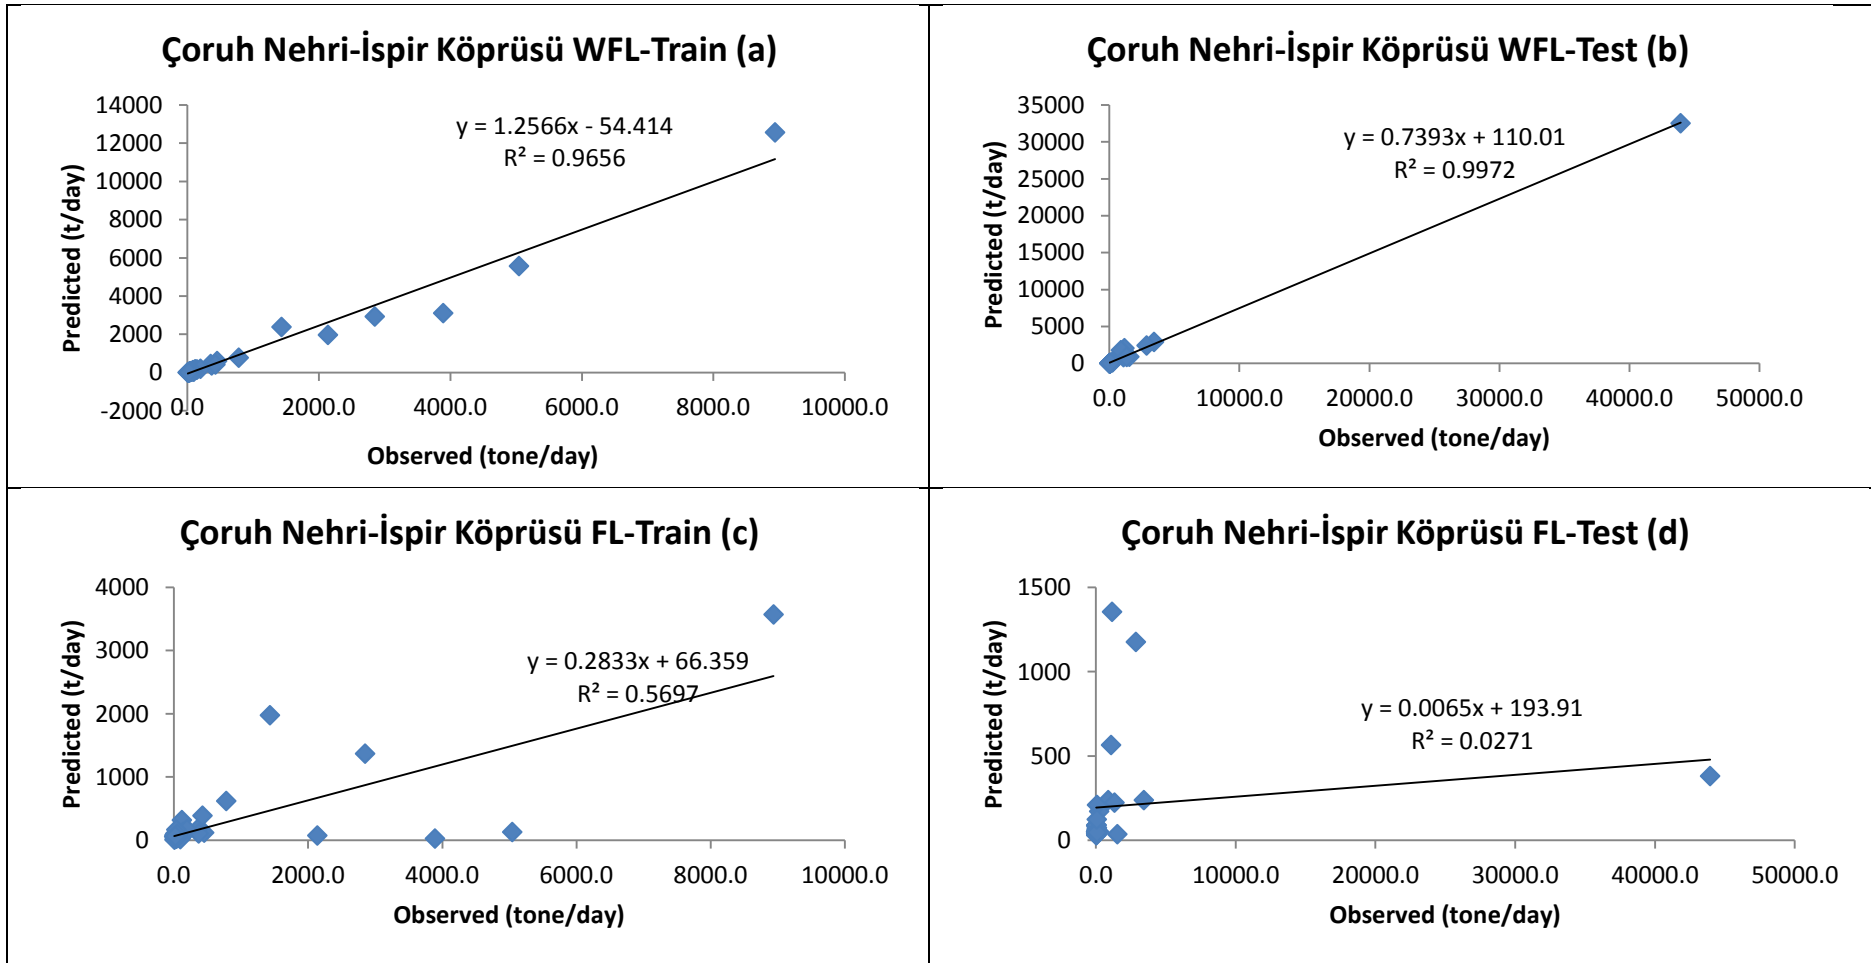 Çoruh Nehri-İspir Köprüsü WFL-Train (a)
14000
12000
10000
8000
6000
4000
2000
0
-2000
y = 1.2566x - 54.414
R² = 0.9656
Predicted (t/day)
0.0 2000.0 4000.0 6000.0 8000.0 10000.0
Observed (tone/day)
Çoruh Nehri-İspir Köprüsü WFL-Test (b)
35000
30000
25000
20000
15000
10000
5000
0
y = 0.7393x + 110.01
R² = 0.9972
Predicted (t/day)
0.0 10000.0 20000.0 30000.0 40000.0 50000.0
Observed (tone/day)
Çoruh Nehri-İspir Köprüsü FL-Train (c)
4000
3000
2000
1000
0
y = 0.2833x + 66.359
R² = 0.5697
Predicted (t/day)
0.0 2000.0 4000.0 6000.0 8000.0 10000.0
Observed (tone/day)
Çoruh Nehri-İspir Köprüsü FL-Test (d)
1500
1000
500
0
y = 0.0065x + 193.91
R² = 0.0271
Predicted (t/day)
0.0 10000.0 20000.0 30000.0 40000.0 50000.0
Observed (tone/day)